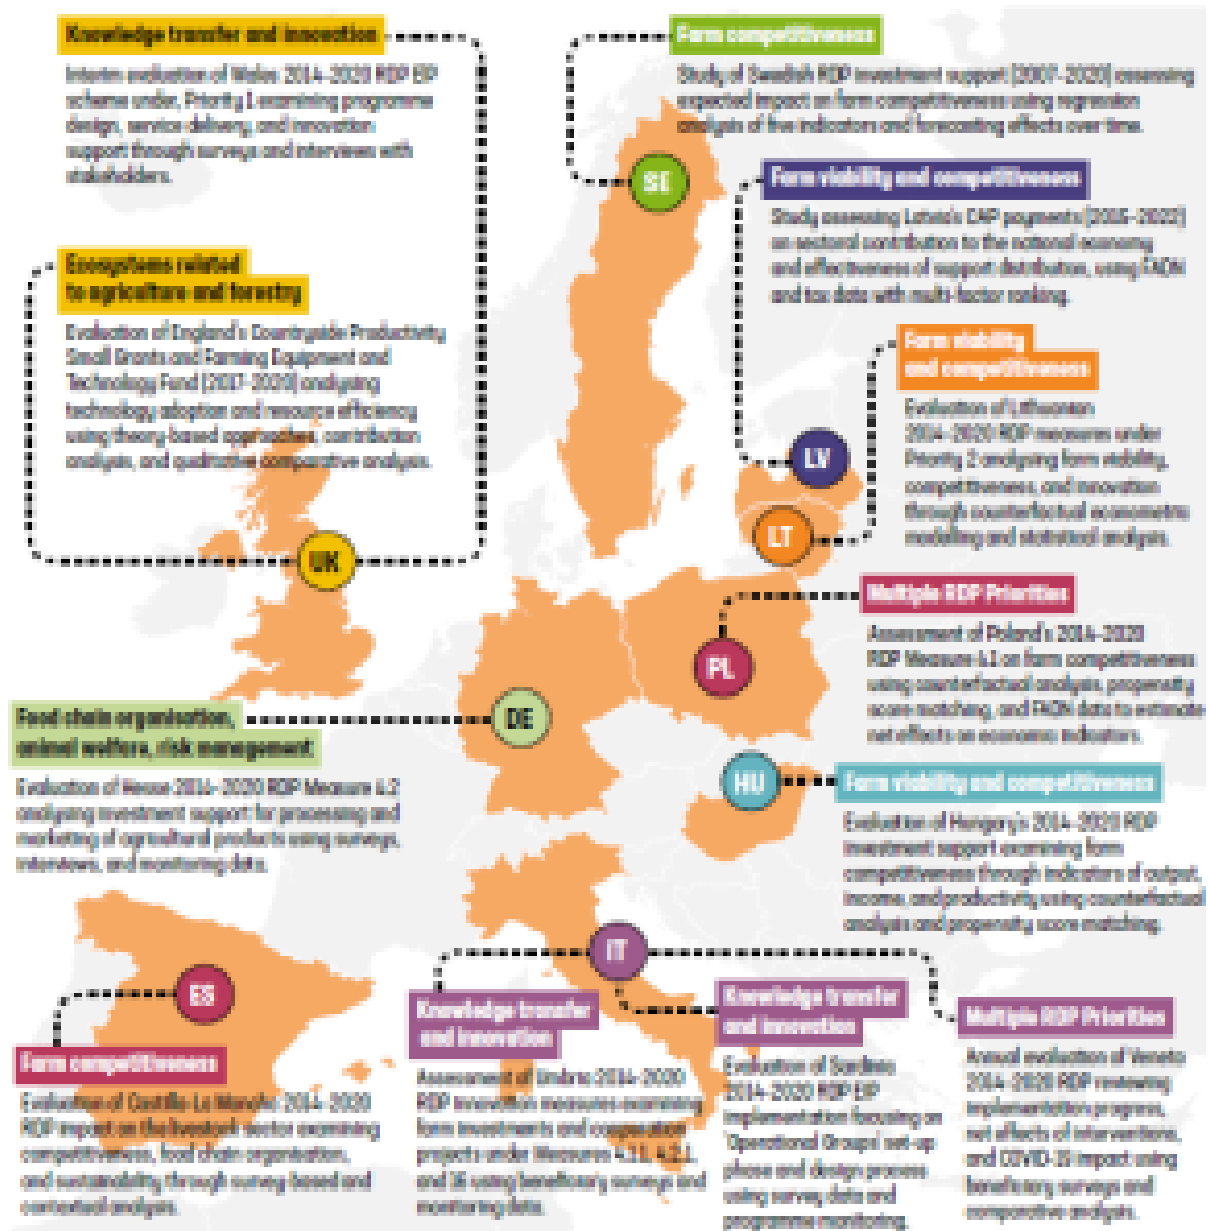 Knowledge transfer and innovation
Interim evaluation of Wales 2014-2020 RDP EIP
scheme under, Priority 1 examining programme
design, service delivery, and innovation
support through surveys and interviews with
stakeholders.
Ecosystems related
to agriculture and forestry
Evaluation of England's Countryside Productivity
Small Grants and Farming Equipment and
Technology Fund (2017-2020) analysing
technology adoption and resource efficiency
using theory-based approaches, contribution
analysis, and qualitative comparative analysis.
UK
Farm competitiveness
Study of Swedish RDP investment support (2007-2020) assessing
expected impact on farm competitiveness using regression
analysis of five indicators and forecasting effects over time.
SE
Farm viability and competitiveness
Study assessing Latvia's CAP payments (2015-2022)
on sectoral contribution to the national economy
and effectiveness of support distribution, using FADN
and tax data with multi-factor ranking.
LV
Farm viability
and competitiveness
Evaluation of Lithuanian
2014-2020 RDP measures under
Priority 2 analysing farm viability,
competitiveness, and innovation
through counterfactual econometric
modelling and statistical analysis.
LT
Multiple RDP Priorities
Assessment of Poland's 2014-2020
RDP Measure 4.1 on farm competitiveness
using counterfactual analysis, propensity
score matching, and FADN data to estimate
net effects on economic indicators.
PL
Food chain organisation,
animal welfare, risk management
Evaluation of Hesse 2014-2020 RDP Measure 4.2
analysing investment support for processing and
marketing of agricultural products using surveys,
interviews, and monitoring data.
DE
HU
Farm viability and competitiveness
Evaluation of Hungary's 2014-2020 RDP
investment support examining farm
competitiveness through indicators of output,
income, and productivity using counterfactual
analysis and propensity score matching.
ES
Farm competitiveness
Evaluation of Castilla-La Mancha 2014-2020
RDP impact on the livestock sector examining
competitiveness, food chain organisation,
and sustainability through survey-based and
contextual analysis.
IT
Knowledge transfer
and innovation
Assessment of Umbria 2014-2020
RDP innovation measures examining
farm investments and cooperation
projects under Measures 4.1.1, 4.2.1,
and 16 using beneficiary surveys and
monitoring data.
Knowledge transfer
and innovation
Evaluation of Sardinia
2014-2020 RDP EIP
implementation focusing on
'Operational Groups' set-up
phase and design process
using survey data and
programme monitoring.
Multiple RDP Priorities
Annual evaluation of Veneto
2014-2020 RDP reviewing
implementation progress,
net effects of interventions,
and COVID-19 impact using
beneficiary surveys and
comparative analysis.